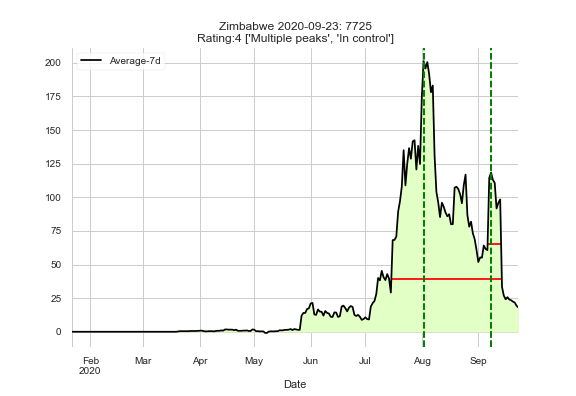 Zimbabwe 2020-09-23: 7725
Rating:4 ['Multiple peaks', 'In control']
Average-7d
200
175
150
125
100
75
50
25
0
Feb Mar Apr May Jun Jul Aug Sep
2020
Date